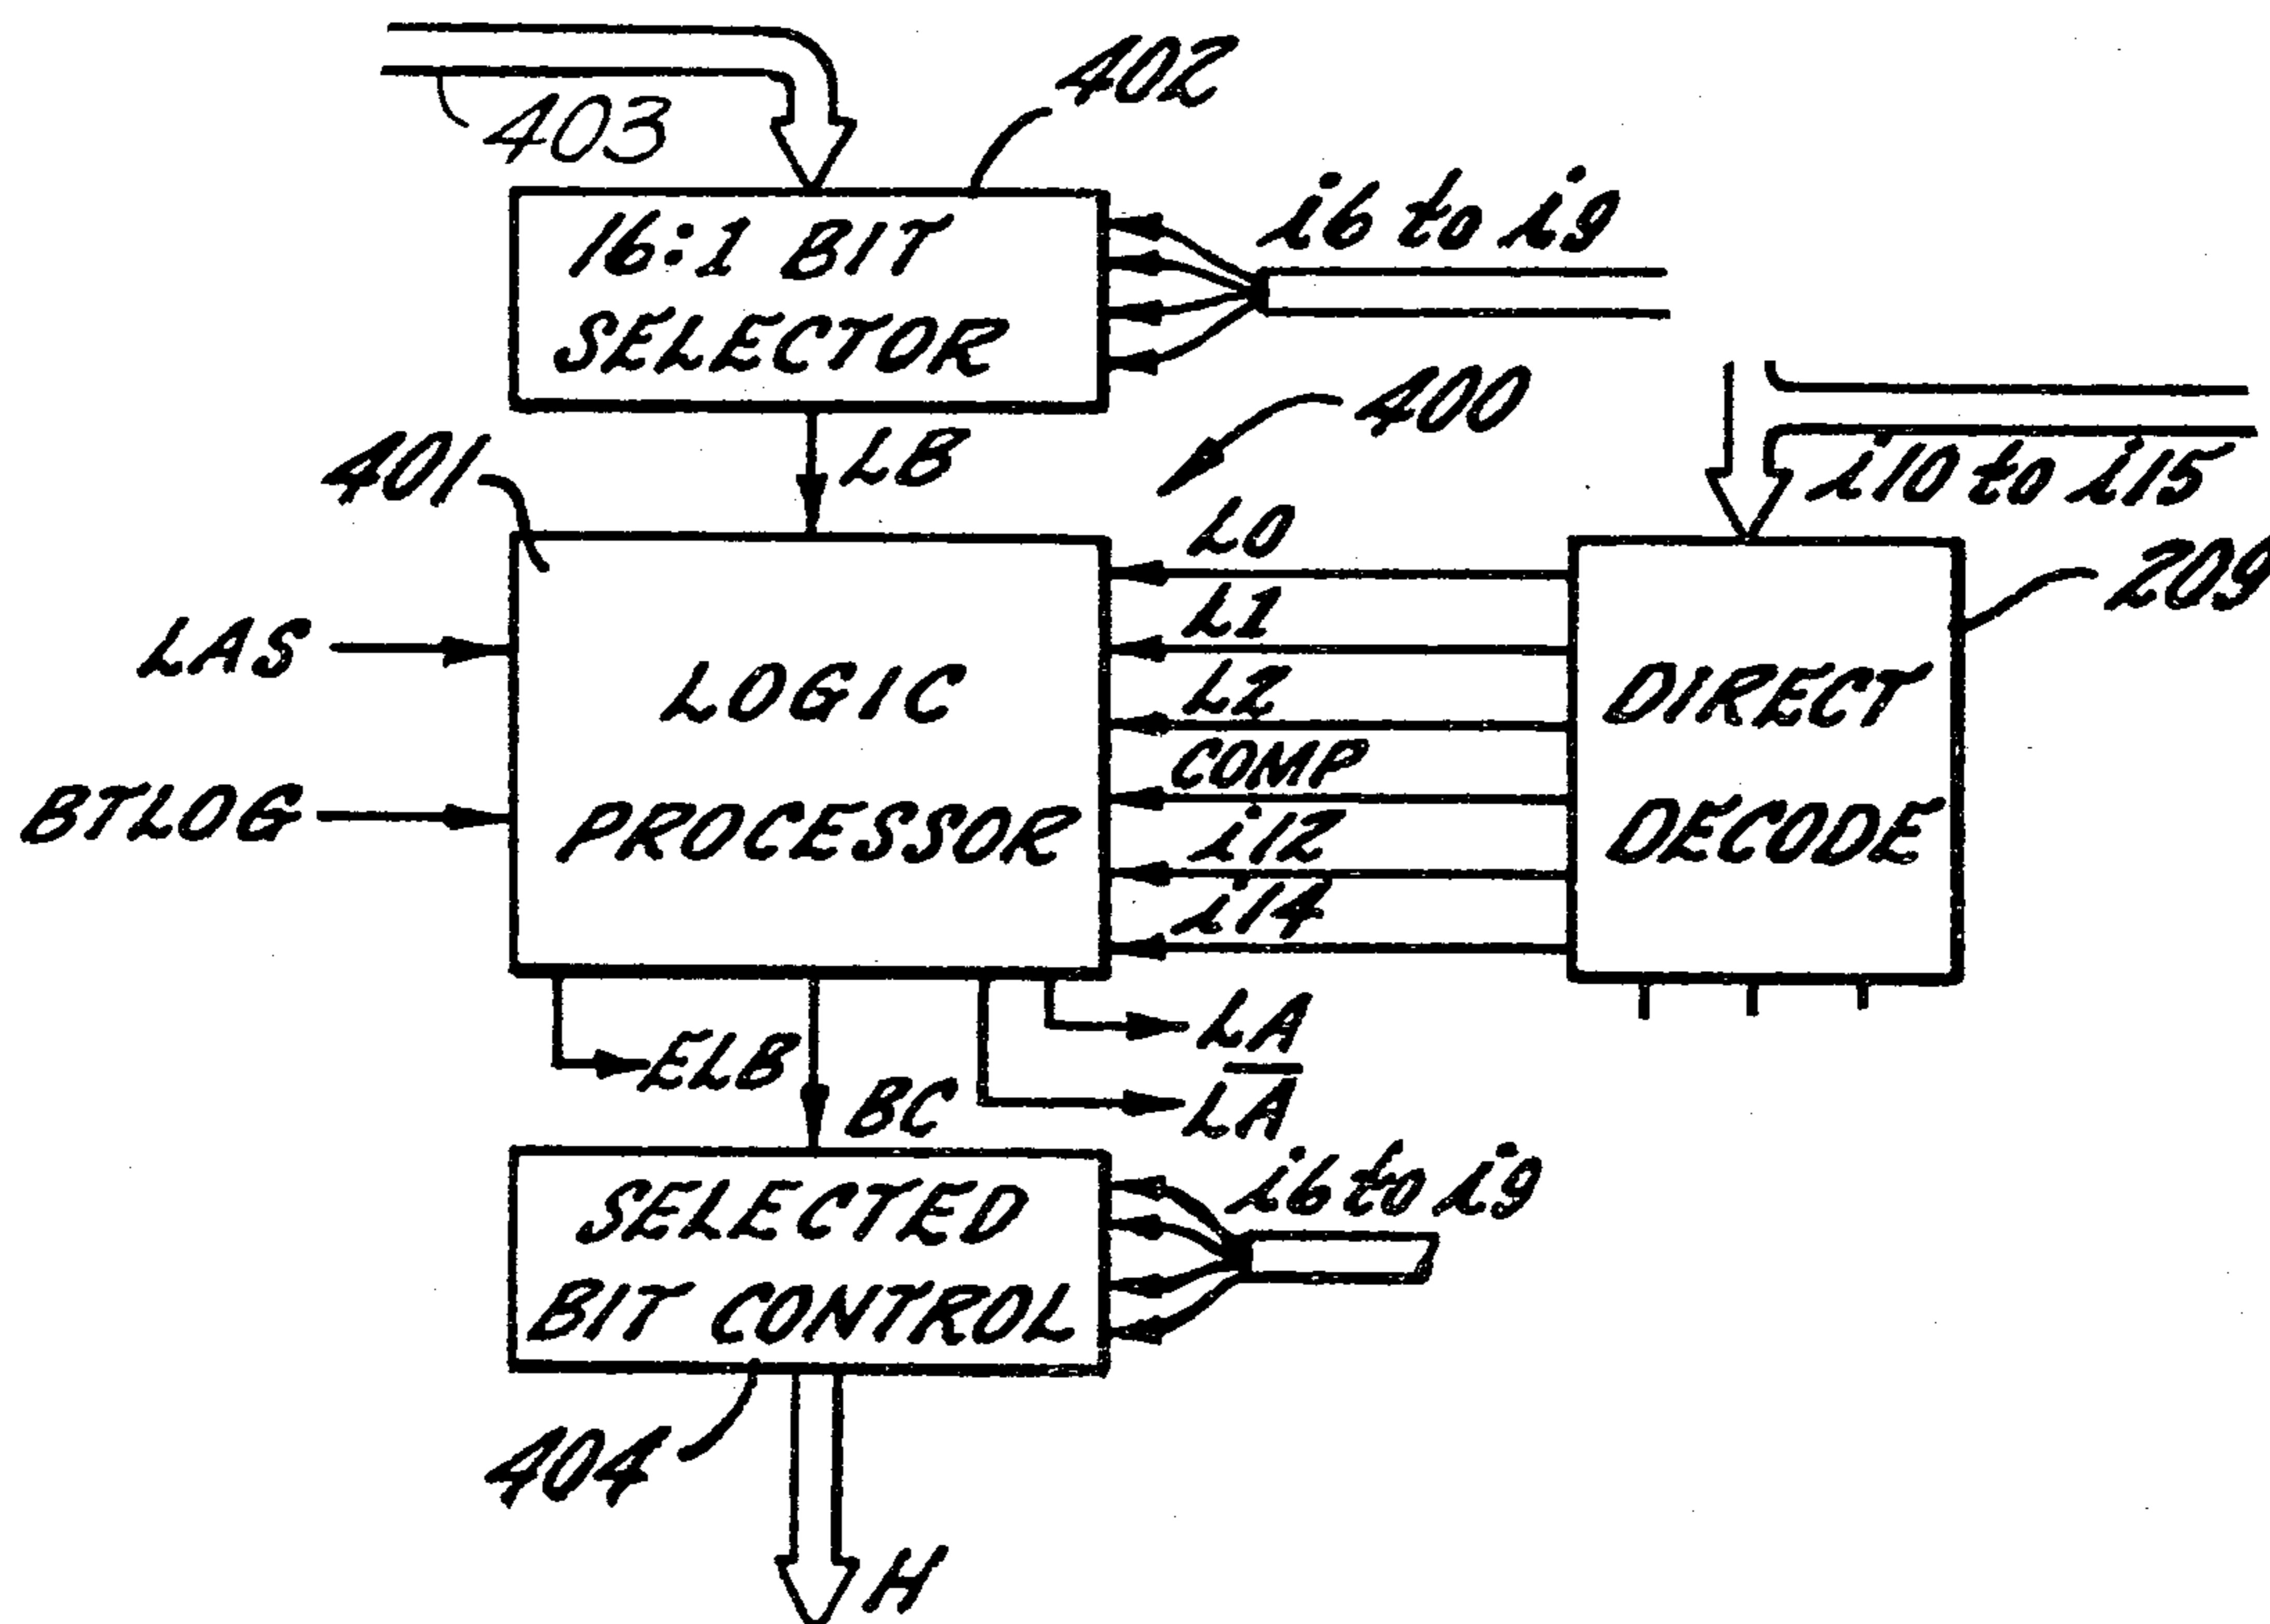 402
403
16:1 BIT
SELECTOR
i6 to i9
400
LB
401
i10 to i15
209
L0
L1
L2
COMP
i12
i14
LAS
BTLOG
LOGIC
PROCESSOR
DIRECT
DECODE
ELB
BC
LA
L̅A̅
SELECTED
BIT CONTROL
i6 to i9
404
H